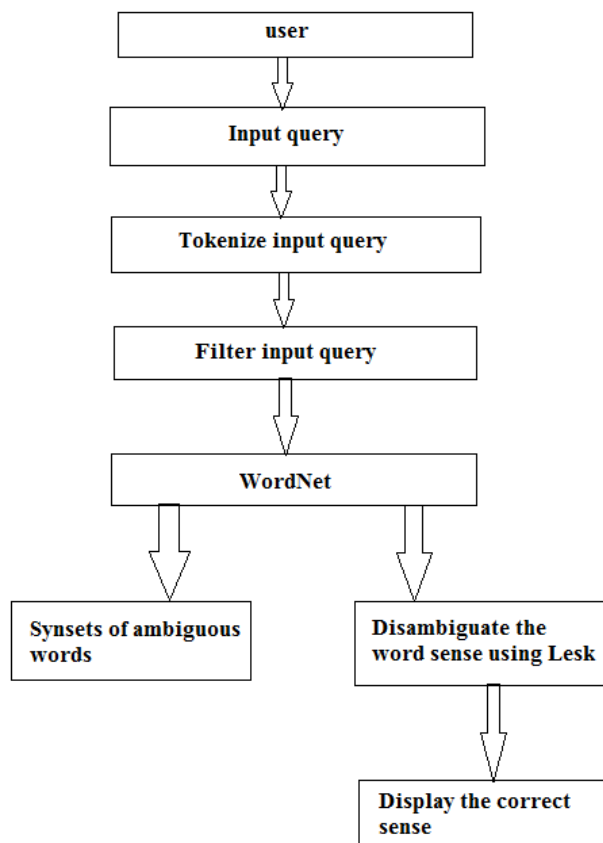 user
Input query
Tokenize input query
Filter input query
WordNet
Synsets of ambiguous
words
Disambiguate the
word sense using Lesk
Display the correct
sense